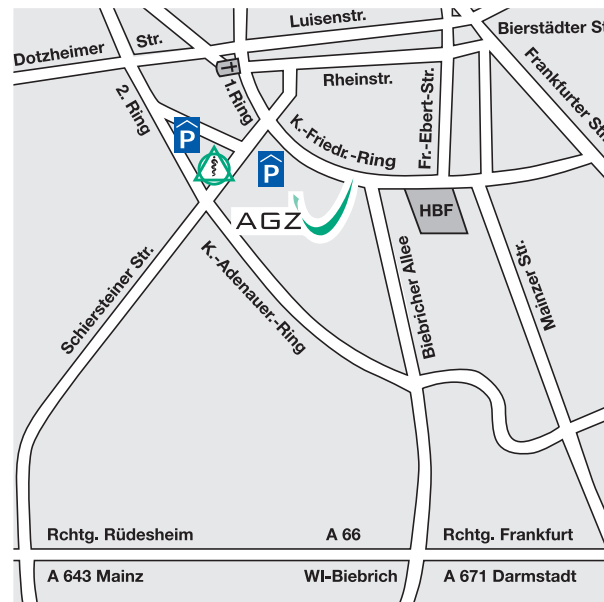 Luisenstr.
Bierstädter St
Dotzheimer Str.
Frankfurter Str
Rheinstr.
2. Ring
1.Ring
K.-Friedr.-Ring
Fr.-Ebert-Str.
P
P
AGZ
HBF
Schiersteiner Str.
K.-Adenauer.-Ring
Biebricher Allee
Mainzer Str.
Rchtg. Rüdesheim
A 66
Rchtg. Frankfurt
A 643 Mainz
WI-Biebrich
A 671 Darmstadt